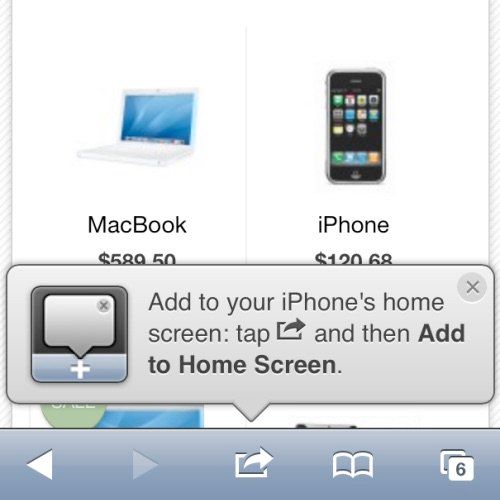 MacBook
iPhone
$589.50
$120.68
Add to your iPhone's home
screen: tap and then Add
to Home Screen.
SALE
6